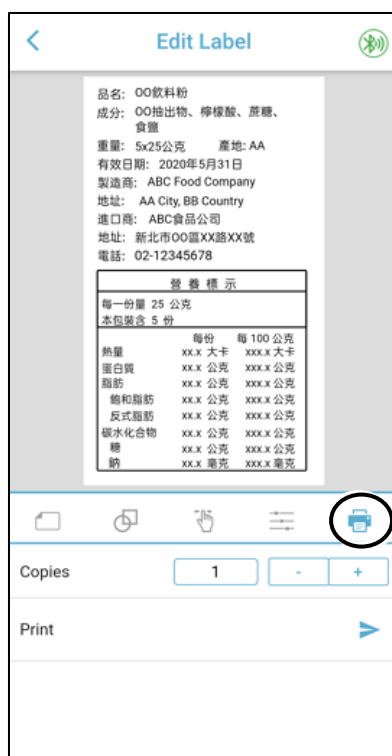 Edit Label
品名: OO飲料粉
成分: OO抽出物、檸檬酸、蔗糖、
食鹽
重量: 5x25公克 產地: AA
有效日期: 2020年5月31日
製造商: ABC Food Company
地址: AA City, BB Country
進口商: ABC食品公司
地址: 新北市OO區XX路XX號
電話: 02-12345678
營養標示
每一份量 25 公克
本包裝含 5 份
每份 每 100 公克
熱量 xx.x 大卡 xxx.x 大卡
蛋白質 xx.x 公克 xxx.x 公克
脂肪 xx.x 公克 xxx.x 公克
飽和脂肪 xx.x 公克 xxx.x 公克
反式脂肪 xx.x 公克 xxx.x 公克
碳水化合物 xx.x 公克 xxx.x 公克
糖 xx.x 公克 xxx.x 公克
鈉 xx.x 毫克 xxx.x 毫克
Copies 1 - +
Print